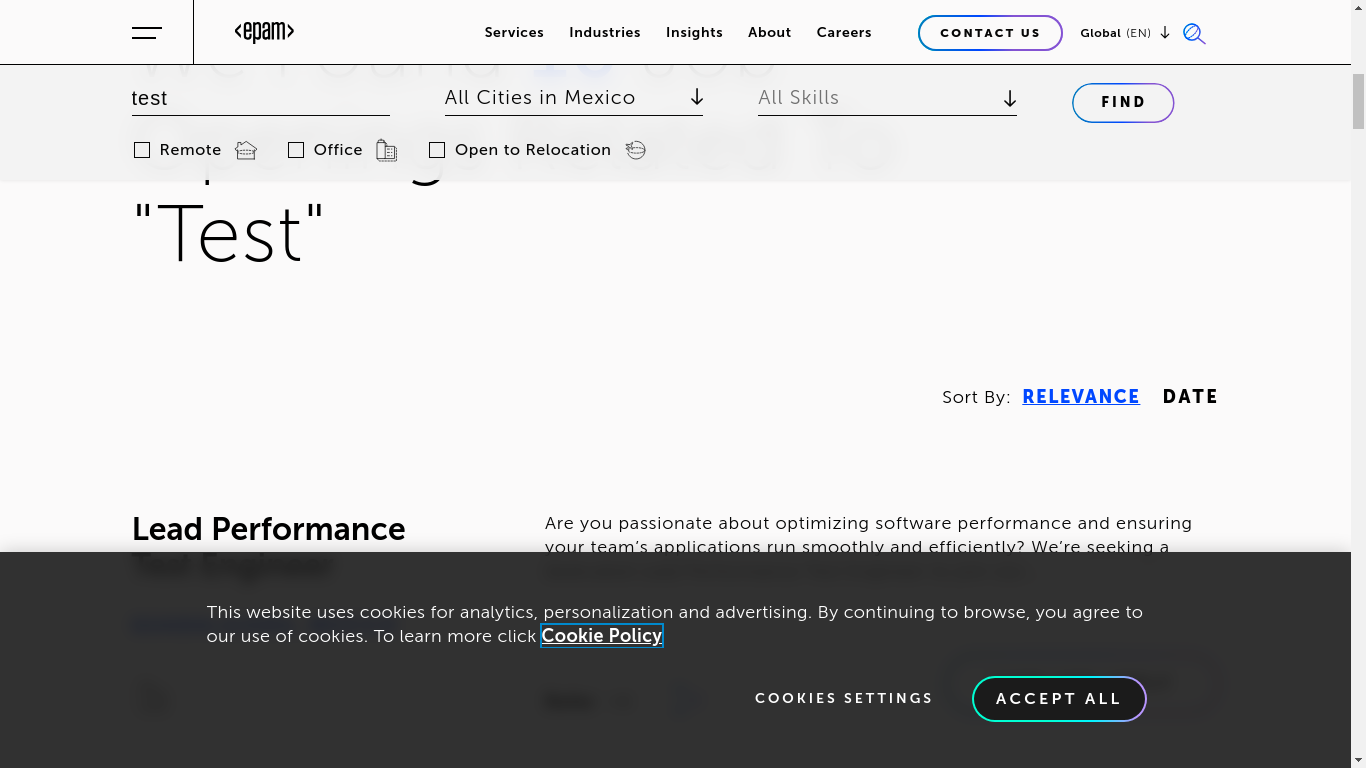 <epam>
Services Industries Insights About Careers
CONTACT US
Global (EN)
test
All Cities in Mexico
All Skills
FIND
Remote
Office
Open to Relocation
"Test"
Sort By: RELEVANCE DATE
Lead Performance
Are you passionate about optimizing software performance and ensuring
your team's applications run smoothly and efficiently? We're seeking a
This website uses cookies for analytics, personalization and advertising. By continuing to browse, you agree to
our use of cookies. To learn more click Cookie Policy
COOKIES SETTINGS
ACCEPT ALL